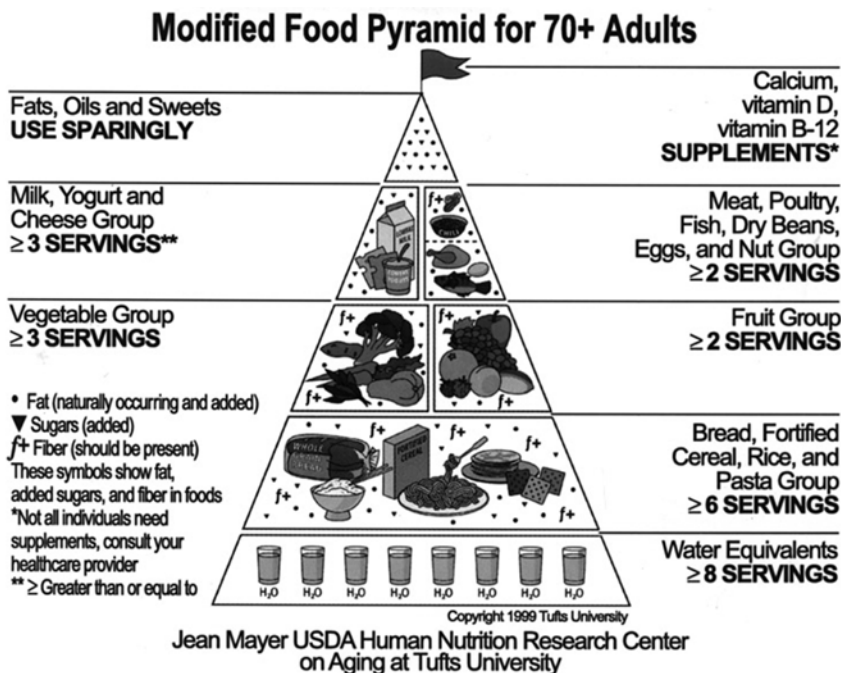 Modified Food Pyramid for 70+ Adults
Fats, Oils and Sweets
USE SPARINGLY
Calcium,
vitamin D,
vitamin B-12
SUPPLEMENTS*
Milk, Yogurt and
Cheese Group
≥ 3 SERVINGS**
f+
CHILI
Meat, Poultry,
Fish, Dry Beans,
Eggs, and Nut Group
≥ 2 SERVINGS
Vegetable Group
≥ 3 SERVINGS
f+
f+
f+
f+
Fruit Group
≥ 2 SERVINGS
• Fat (naturally occurring and added)
▼ Sugars (added)
f+ Fiber (should be present)
These symbols show fat,
added sugars, and fiber in foods
*Not all individuals need
supplements, consult your
healthcare provider
** ≥ Greater than or equal to
f+
f+
f+
WHOLE
GRAIN
FORTIFIED
CEREAL
f+
f+
f+
Bread, Fortified
Cereal, Rice, and
Pasta Group
≥ 6 SERVINGS
H₂O H₂O H₂O H₂O H₂O H₂O H₂O H₂O
Water Equivalents
≥ 8 SERVINGS
Copyright 1999 Tufts University
Jean Mayer USDA Human Nutrition Research Center
on Aging at Tufts University